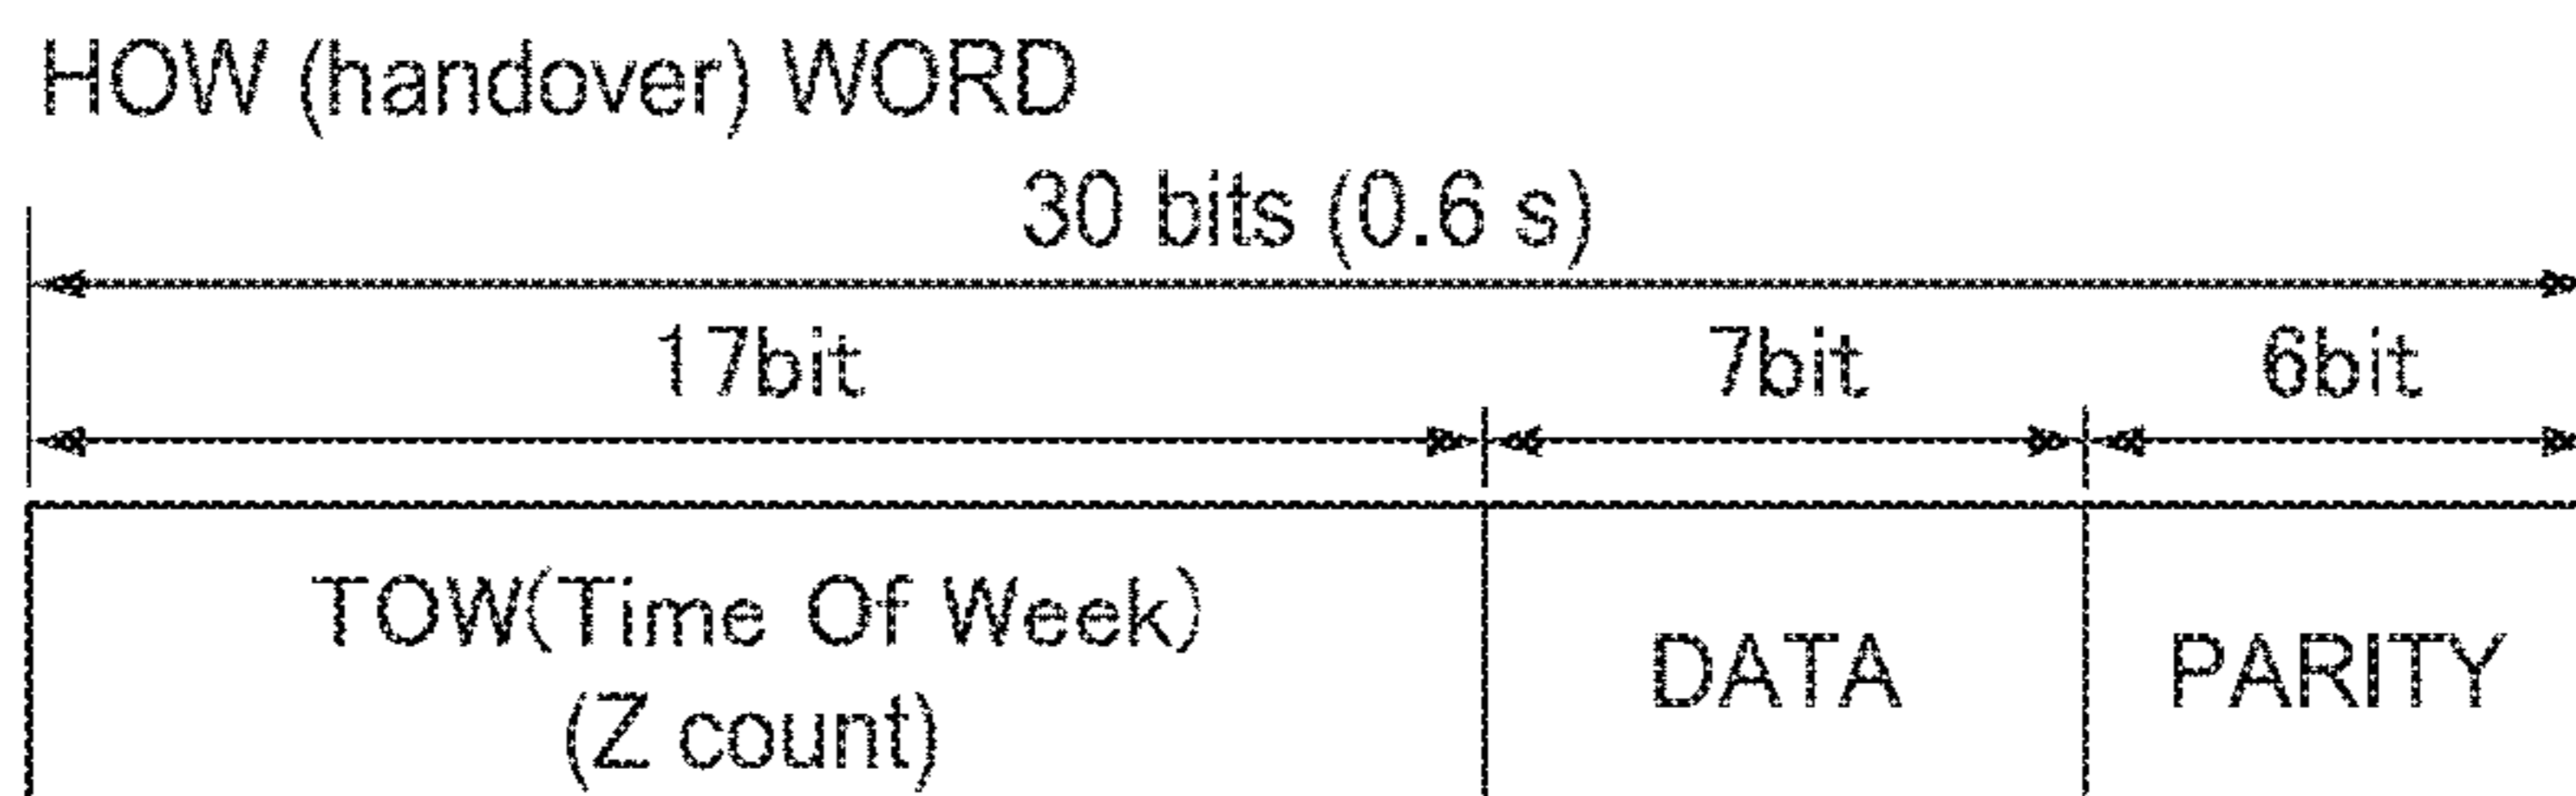 HOW (handover) WORD
30 bits (0.6 s)
17bit 7bit 6bit
TOW(Time Of Week)
(Z count)
DATA
PARITY